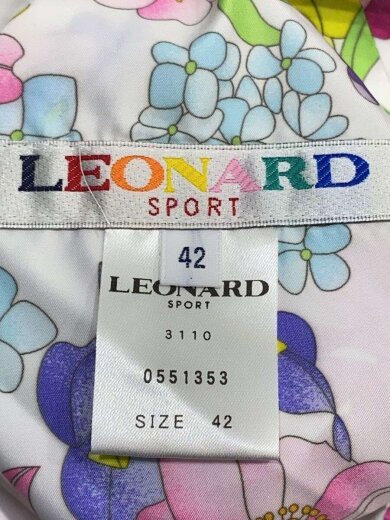 LEONARD
SPORT
42
LEONARD
SPORT
3110
0551353
SIZE 42